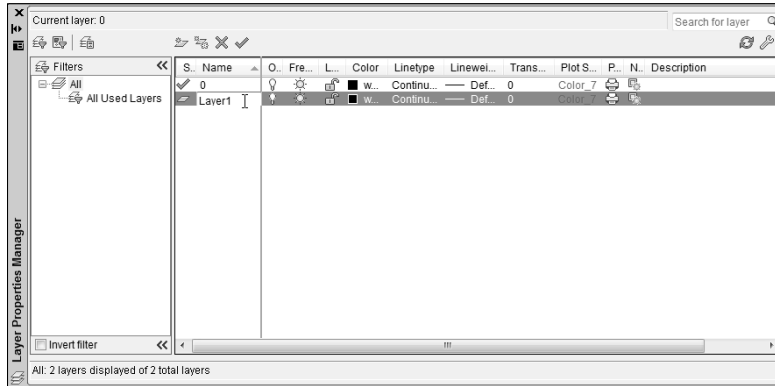 Current layer: 0
Search for layer
Filters
S.. Name O.. Fre... L... Color Linetype Linewei... Trans... Plot S... P... N.. Description
All
0 w... Continu... Def... 0 Color_7
All Used Layers
Layer1 w... Continu... Def... 0 Color_7
Layer Properties Manager
Invert filter
All: 2 layers displayed of 2 total layers